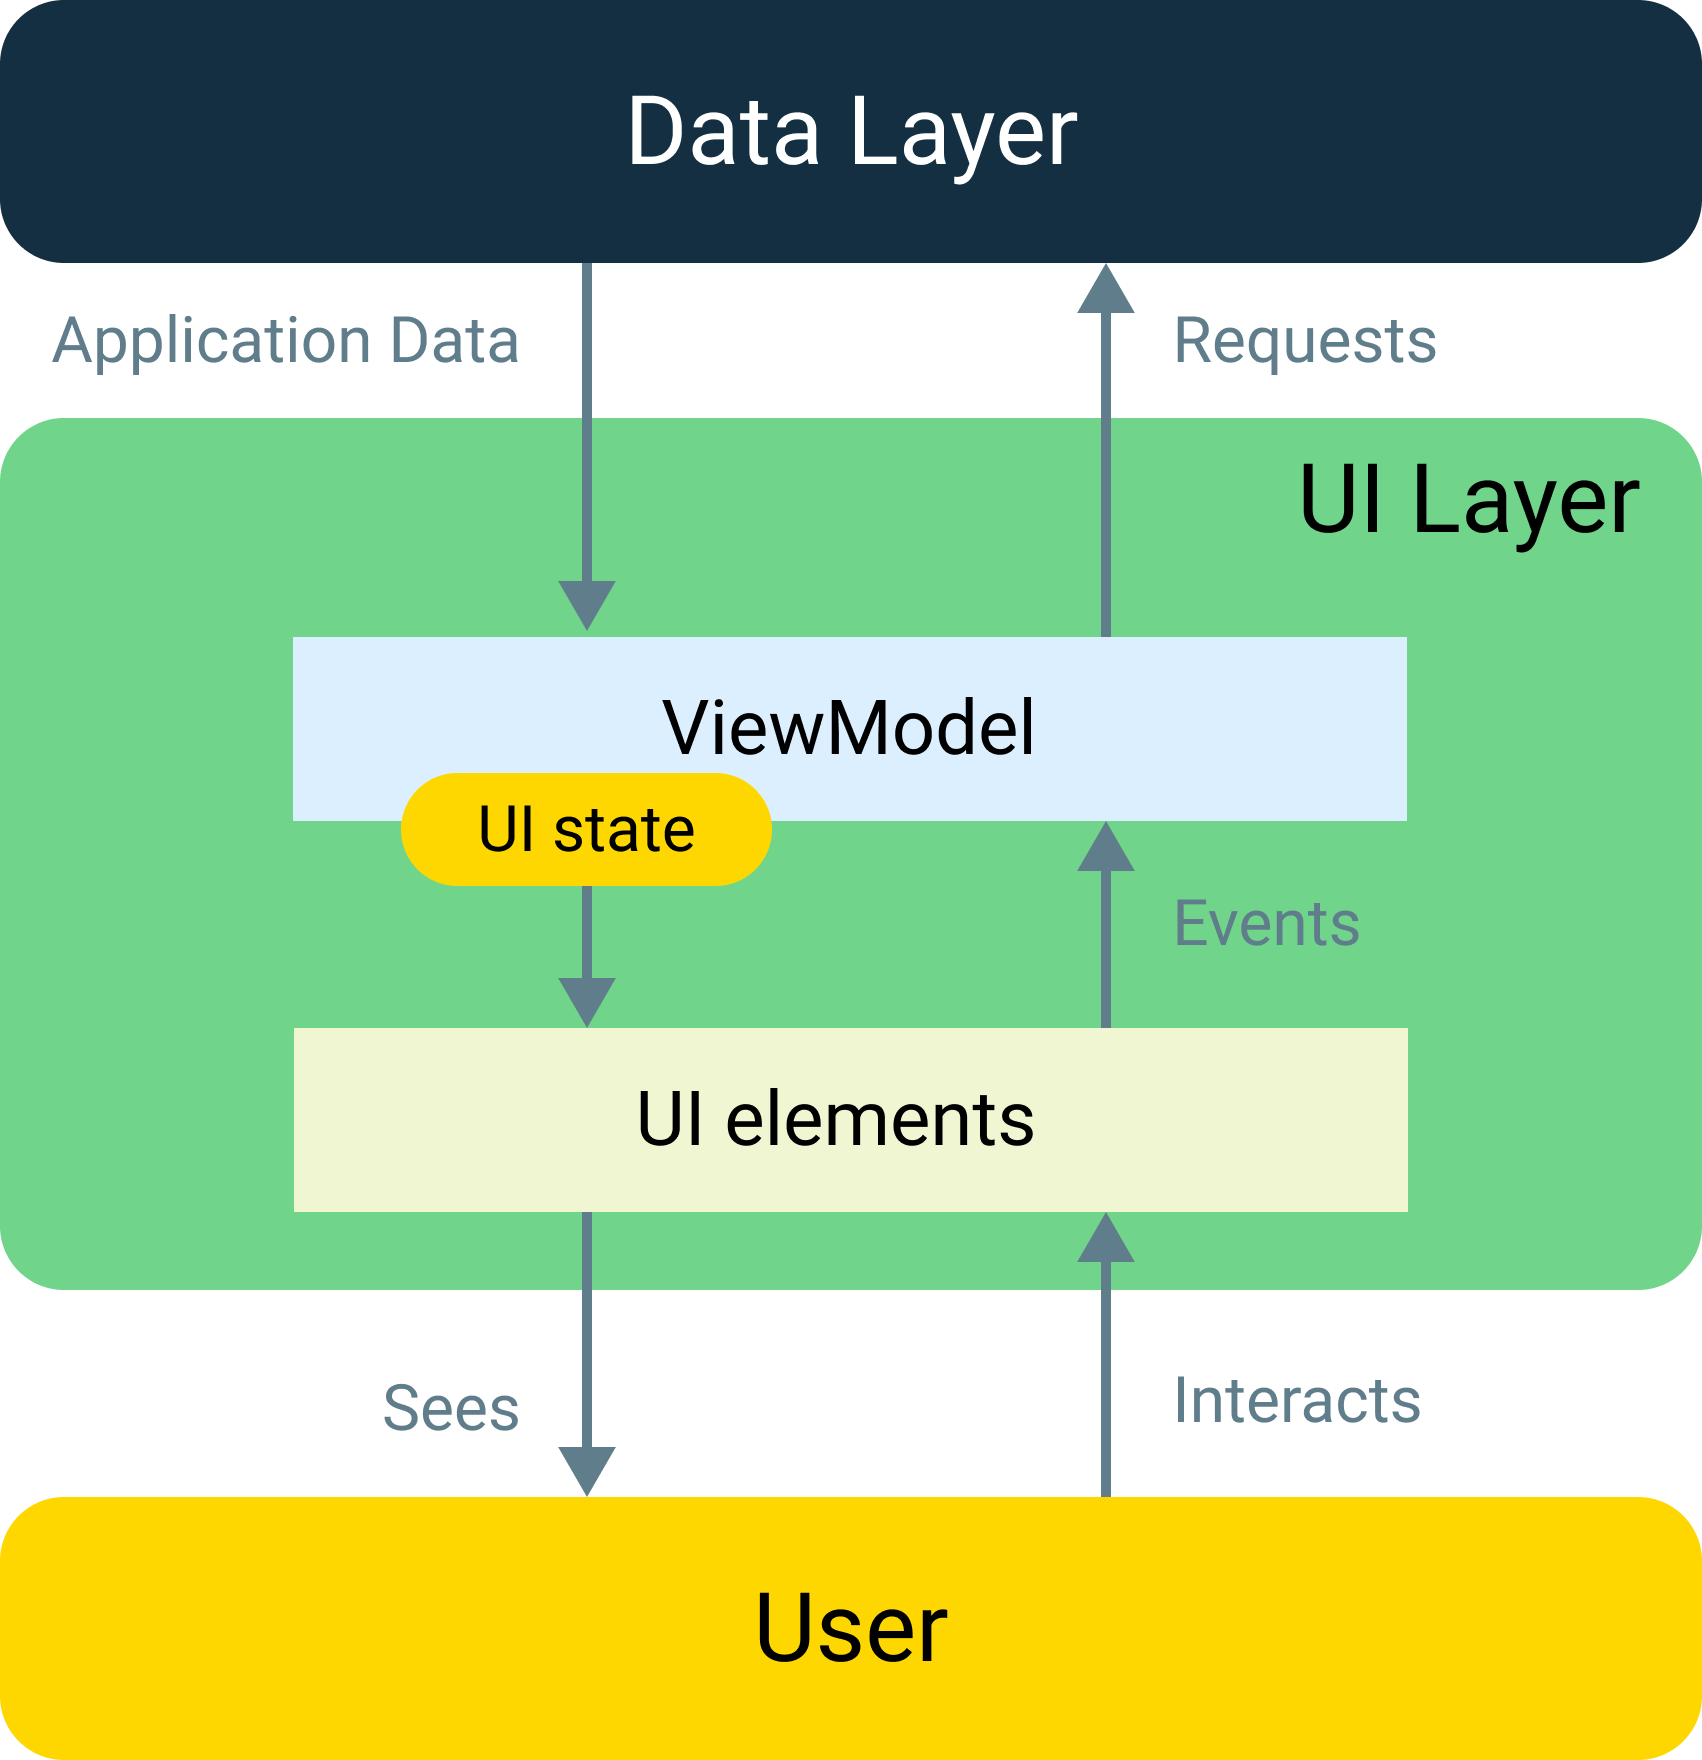 Data Layer
Application Data
Requests
UI Layer
ViewModel
UI state
Events
UI elements
Sees
Interacts
User